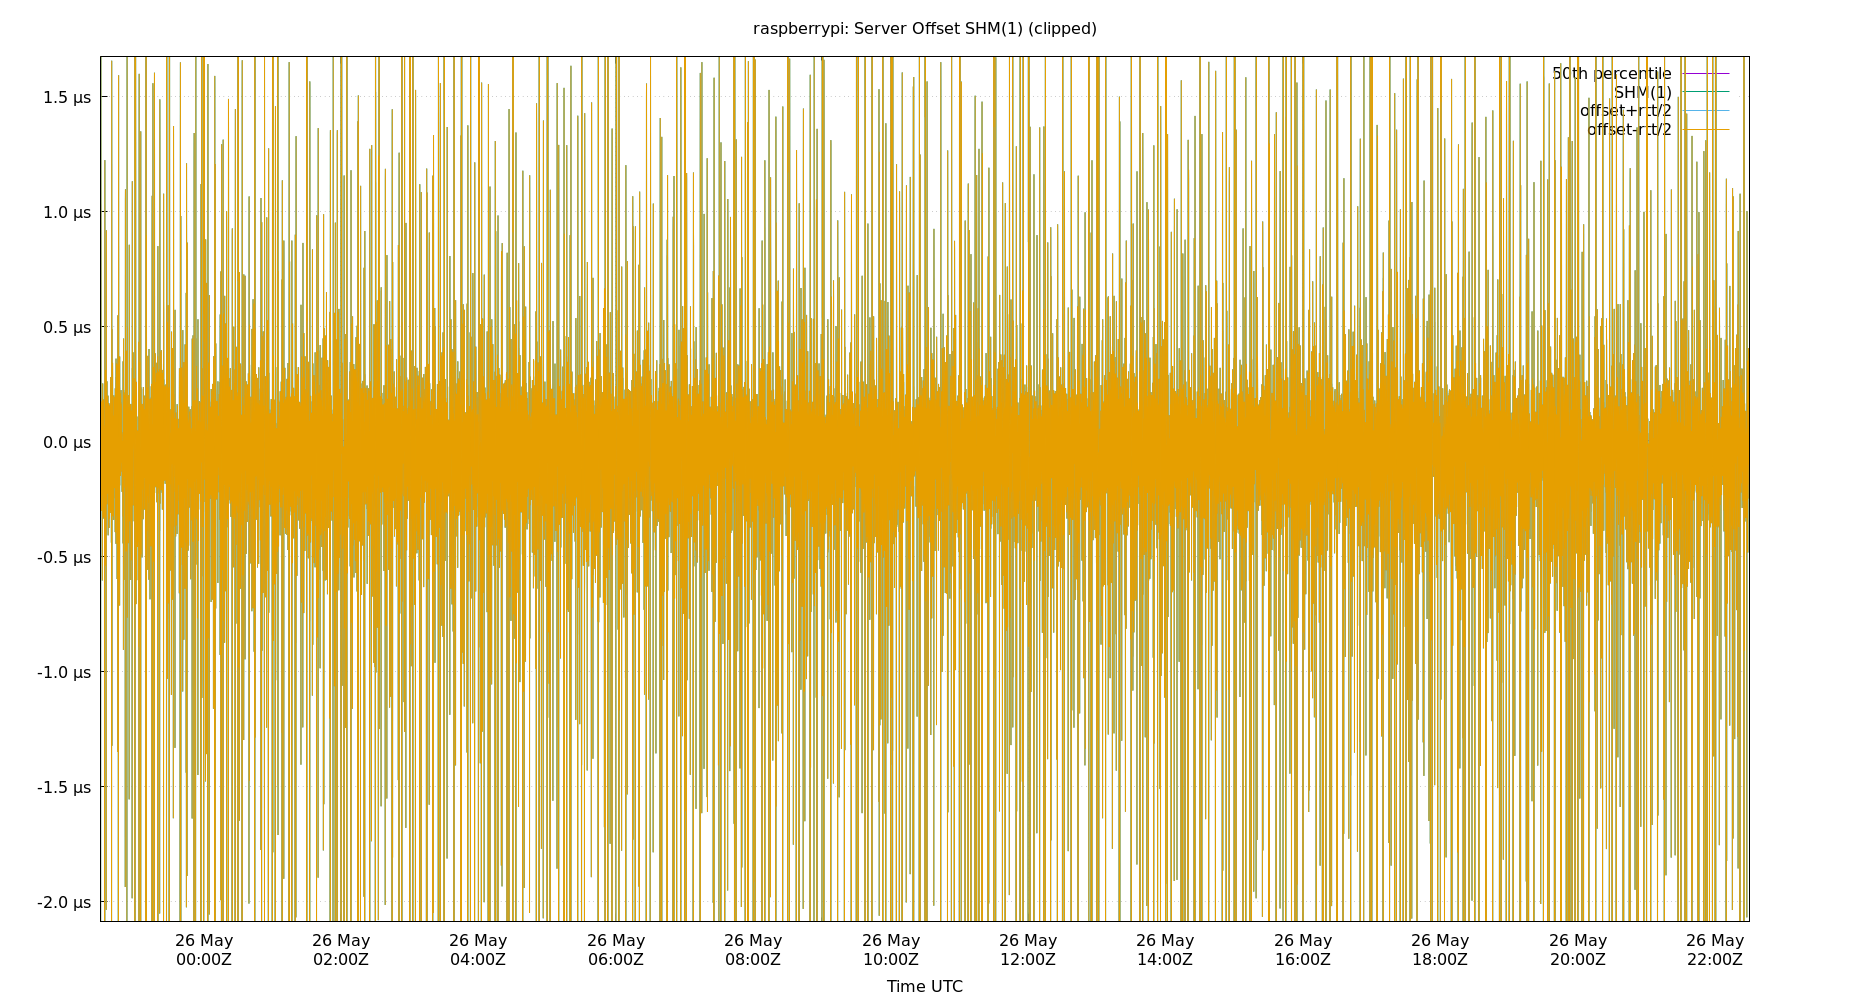 raspberrypi: Server Offset SHM(1) (clipped)
50th percentile
SHM(1)
offset+rtt/2
offset-rtt/2
1.5 µs
1.0 µs
0.5 µs
0.0 µs
-0.5 µs
-1.0 µs
-1.5 µs
-2.0 µs
26 May 26 May 26 May 26 May 26 May 26 May 26 May 26 May 26 May 26 May 26 May 26 May
00:00Z 02:00Z 04:00Z 06:00Z 08:00Z 10:00Z 12:00Z 14:00Z 16:00Z 18:00Z 20:00Z 22:00Z
Time UTC